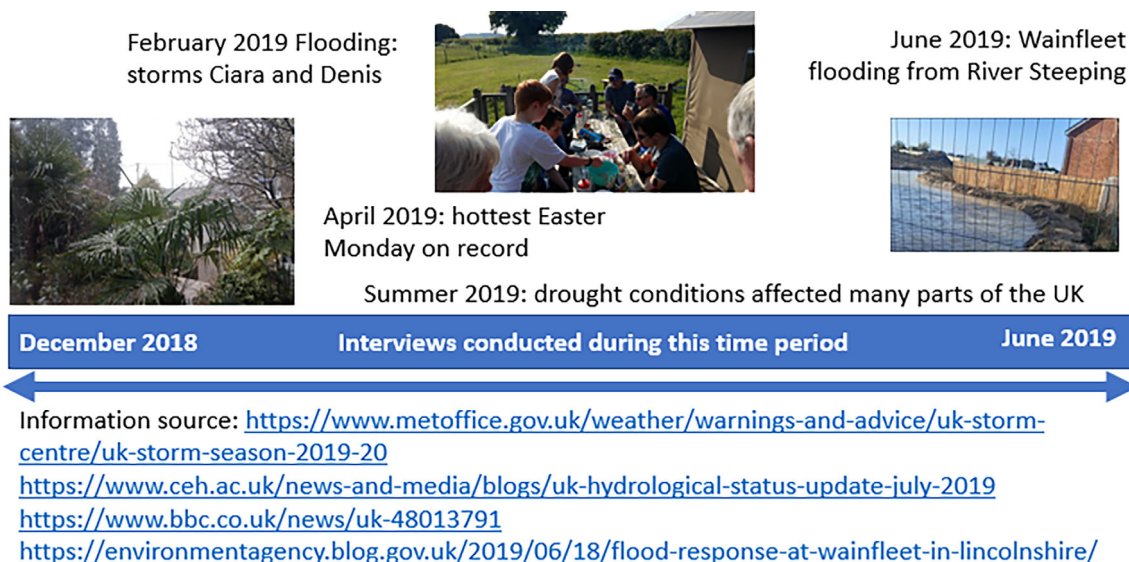 February 2019 Flooding:
storms Ciara and Denis
June 2019: Wainfleet
flooding from River Steeping
April 2019: hottest Easter
Monday on record
Summer 2019: drought conditions affected many parts of the UK
December 2018
Interviews conducted during this time period
June 2019
Information source: https://www.metoffice.gov.uk/weather/warnings-and-advice/uk-storm-
centre/uk-storm-season-2019-20
https://www.ceh.ac.uk/news-and-media/blogs/uk-hydrological-status-update-july-2019
https://www.bbc.co.uk/news/uk-48013791
https://environmentagency.blog.gov.uk/2019/06/18/flood-response-at-wainfleet-in-lincolnshire/